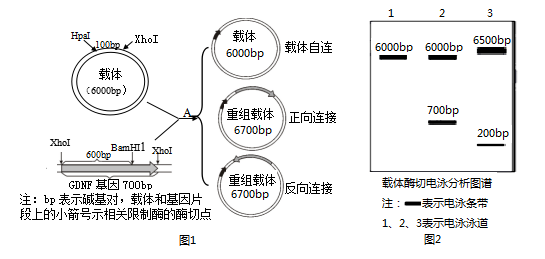 HpaI
XhoI
100bp
载体
(6000bp)
A
XhoI
BamHI1
XhoI
600bp
GDNF 基因 700bp
注：bp 表示碱基对，载体和基因片
段上的小箭号示相关限制酶的酶切点
载体
6000bp
载体自连
重组载体
6700bp
正向连接
重组载体
6700bp
反向连接
图1
1 2 3
6000bp 6000bp 6500bp
700bp
200bp
载体酶切电泳分析图谱
注：表示电泳条带
1、2、3表示电泳泳道
图2